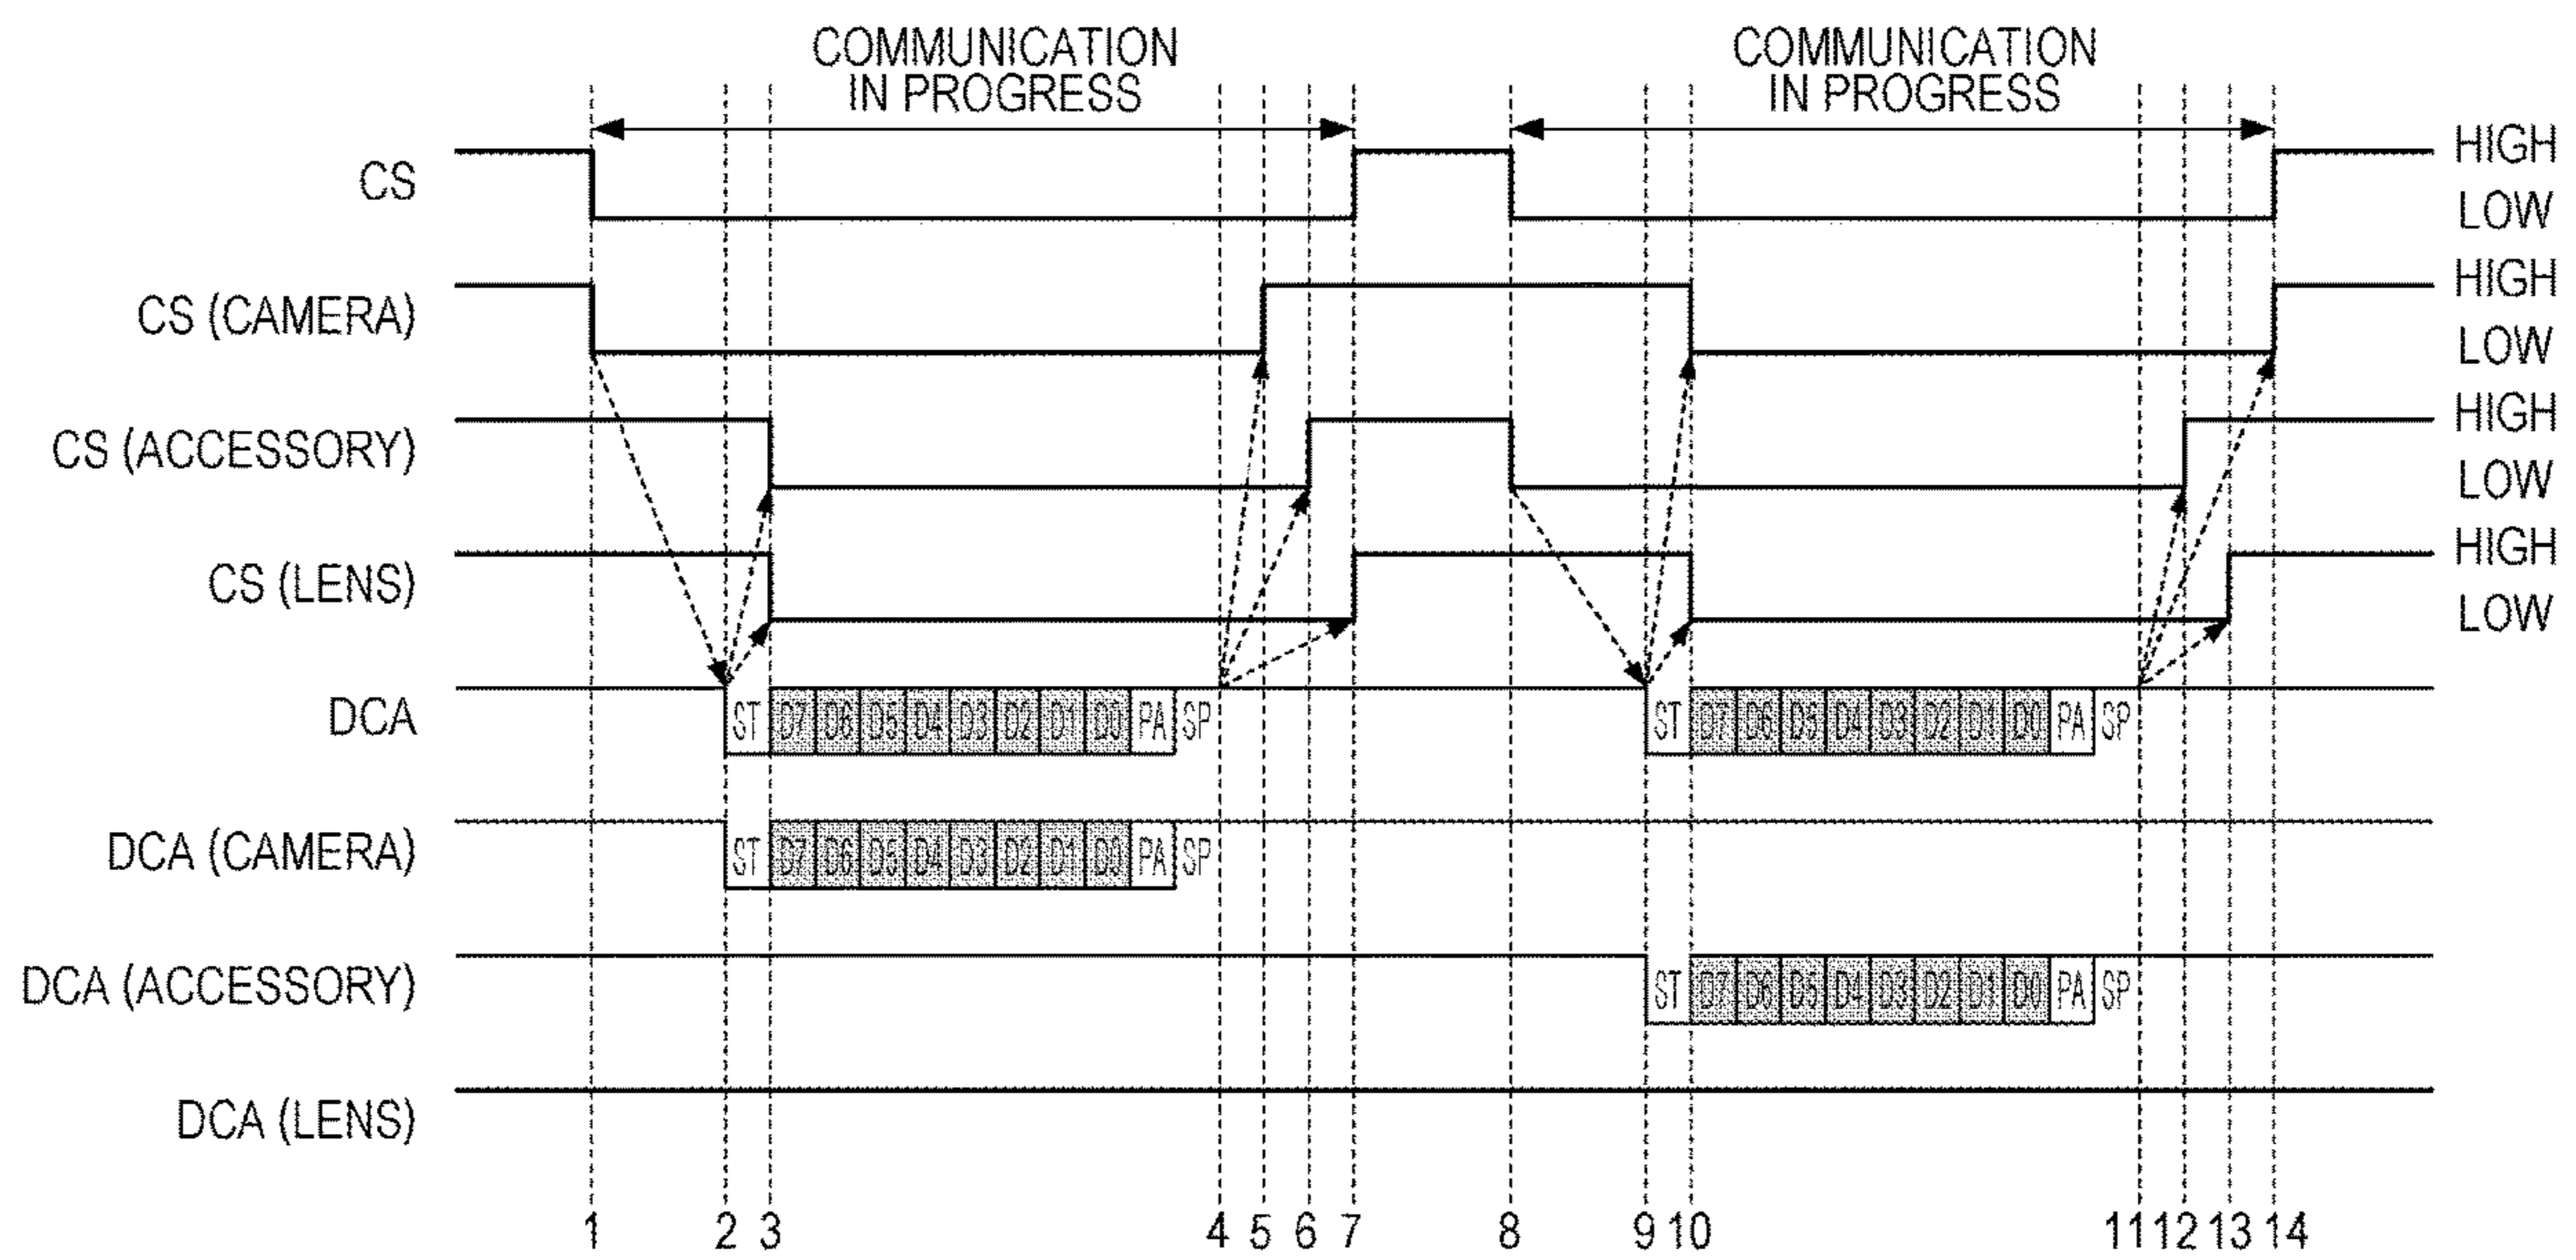 COMMUNICATION COMMUNICATION
IN PROGRESS IN PROGRESS
CS HIGH
LOW
CS (CAMERA) HIGH
LOW
CS (ACCESSORY) HIGH
LOW
CS (LENS) HIGH
LOW
DCA ST D7 D6 D5 D4 D3 D2 D1 D0 PA SP ST D7 D6 D5 D4 D3 D2 D1 D0 PA SP
DCA (CAMERA) ST D7 D6 D5 D4 D3 D2 D1 D0 PA SP
DCA (ACCESSORY) ST D7 D6 D5 D4 D3 D2 D1 D0 PA SP
DCA (LENS)
1 2 3 4 5 6 7 8 9 10 11 12 13 14